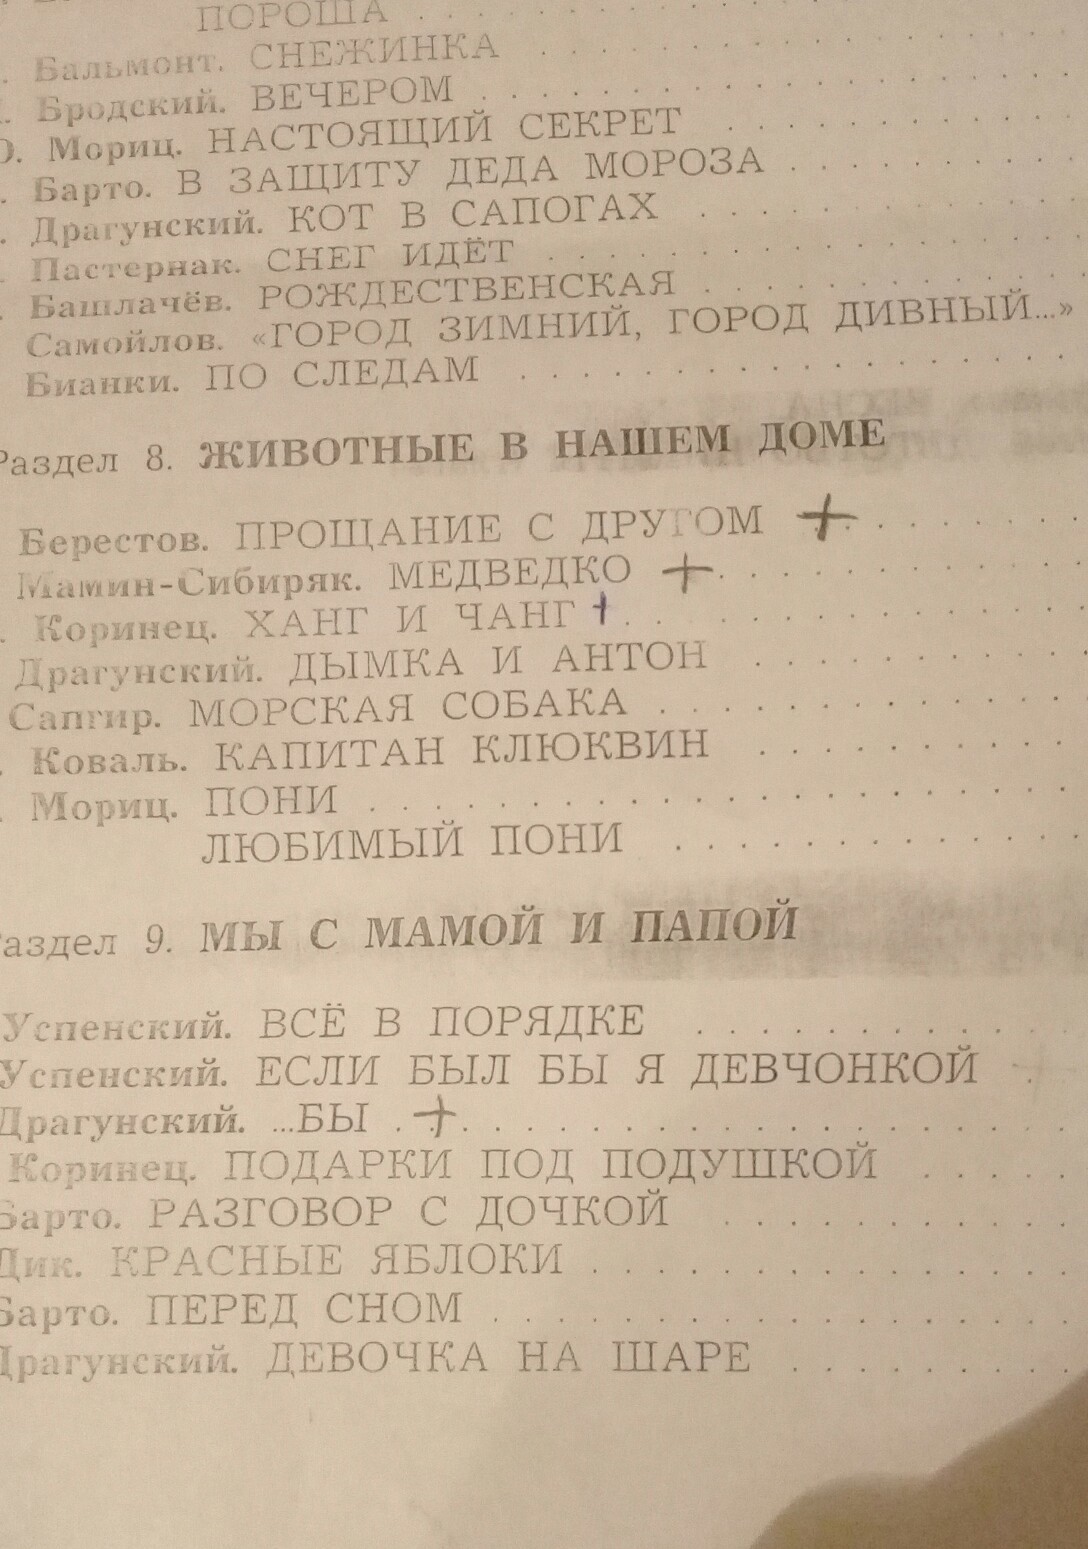 ПОРОША . . . . . . .
. Бальмонт. СНЕЖИНКА . . . . . . . . . .
. Бродский. ВЕЧЕРОМ . . . . . . . . . . .
Ю. Мориц. НАСТОЯЩИЙ СЕКРЕТ . . . . . . .
. Барто. В ЗАЩИТУ ДЕДА МОРОЗА . . . . . .
. Драгунский. КОТ В САПОГАХ . . . . . . .
. Пастернак. СНЕГ ИДЁТ . . . . . . . . . .
. Башлачёв. РОЖДЕСТВЕНСКАЯ . . . . . . . .
Самойлов. «ГОРОД ЗИМНИЙ, ГОРОД ДИВНЫЙ...»
Бианки. ПО СЛЕДАМ . . . . . . . . . . .
Раздел 8. ЖИВОТНЫЕ В НАШЕМ ДОМЕ
Берестов. ПРОЩАНИЕ С ДРУГОМ + . . . . . .
Мамин-Сибиряк. МЕДВЕДКО + . . . . . . . .
. Коринец. ХАНГ И ЧАНГ + . . . . . . . . .
Драгунский. ДЫМКА И АНТОН . . . . . . .
Сапгир. МОРСКАЯ СОБАКА . . . . . . . .
. Коваль. КАПИТАН КЛЮКВИН . . . . . . .
. Мориц. ПОНИ . . . . . . . . . . . . . .
ЛЮБИМЫЙ ПОНИ . . . . . . . .
Раздел 9. МЫ С МАМОЙ И ПАПОЙ
Успенский. ВСЁ В ПОРЯДКЕ . . . . . . . .
Успенский. ЕСЛИ БЫЛ БЫ Я ДЕВЧОНКОЙ . +
Драгунский. ...БЫ . + . . . . . . . . . . . .
Коринец. ПОДАРКИ ПОД ПОДУШКОЙ . . . .
Барто. РАЗГОВОР С ДОЧКОЙ . . . . . . .
Дик. КРАСНЫЕ ЯБЛОКИ . . . . . . . . . .
Барто. ПЕРЕД СНОМ . . . . . . . . . . . .
Драгунский. ДЕВОЧКА НА ШАРЕ . . . . . .